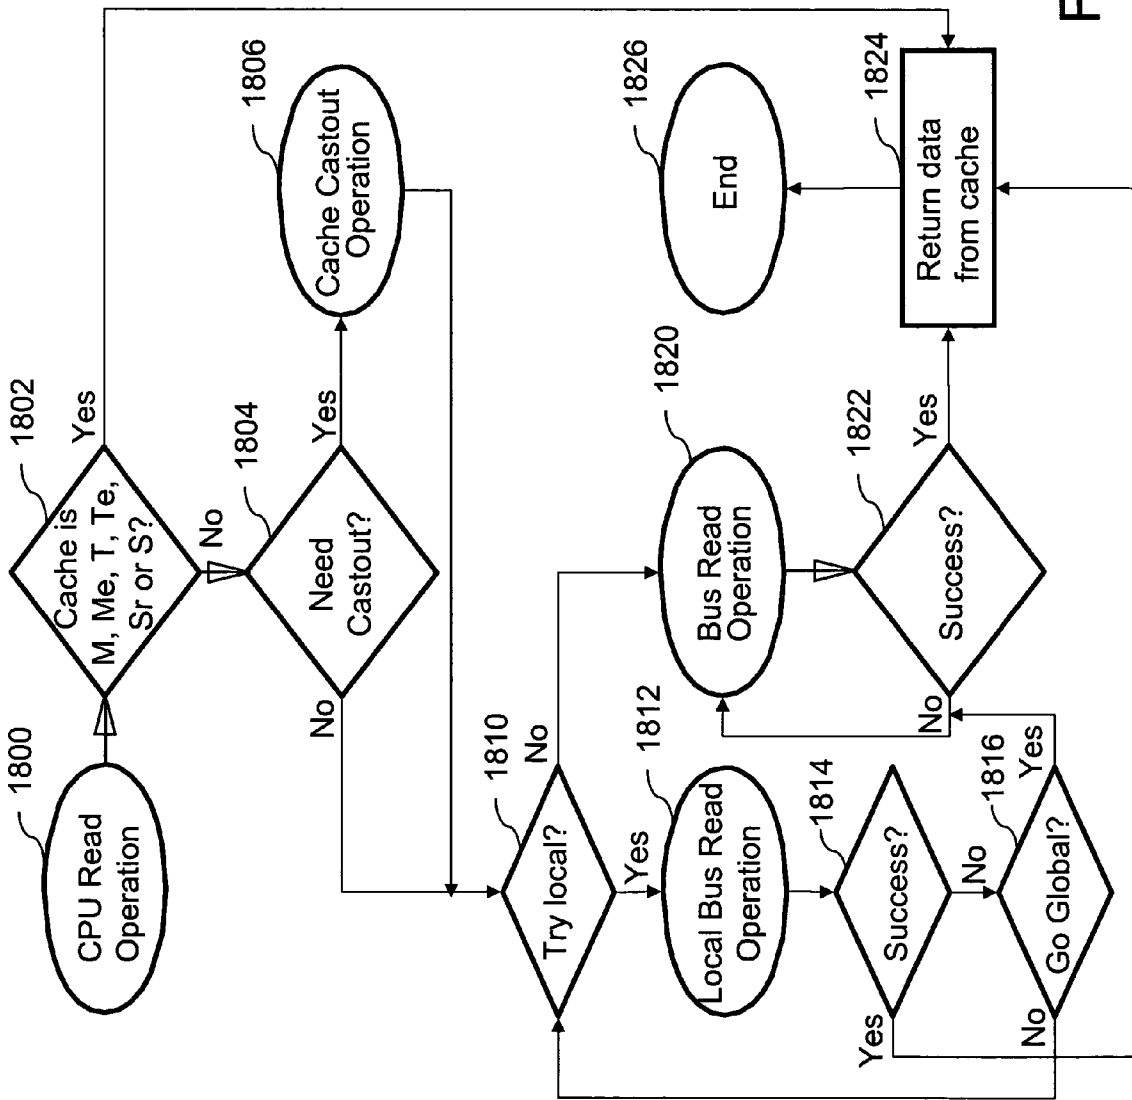 1800
CPU Read
Operation
1802
Cache is
M, Me, T, Te,
Sr or S?
Yes
No
1804
Need
Castout?
Yes
No
1806
Cache Castout
Operation
1810
Try local?
No
Yes
1812
Local Bus Read
Operation
1814
Success?
Yes
No
1816
Go Global?
Yes
No
1820
Bus Read
Operation
1822
Success?
Yes
No
1824
Return data
from cache
1826
End
F